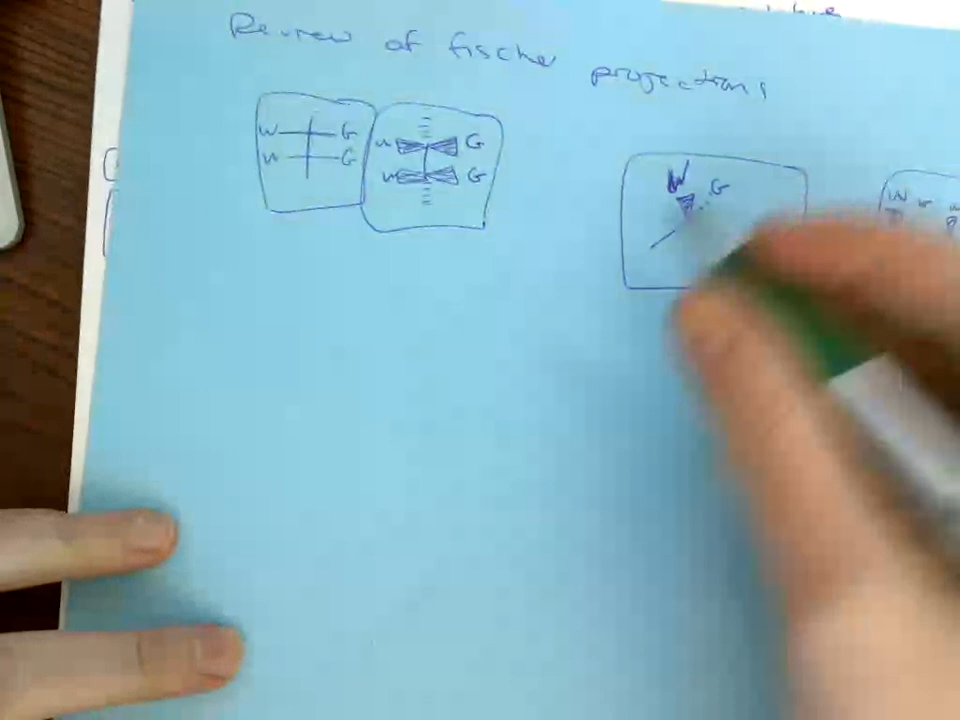 Review of fischer projections
W G W G
W G W G
W G
W